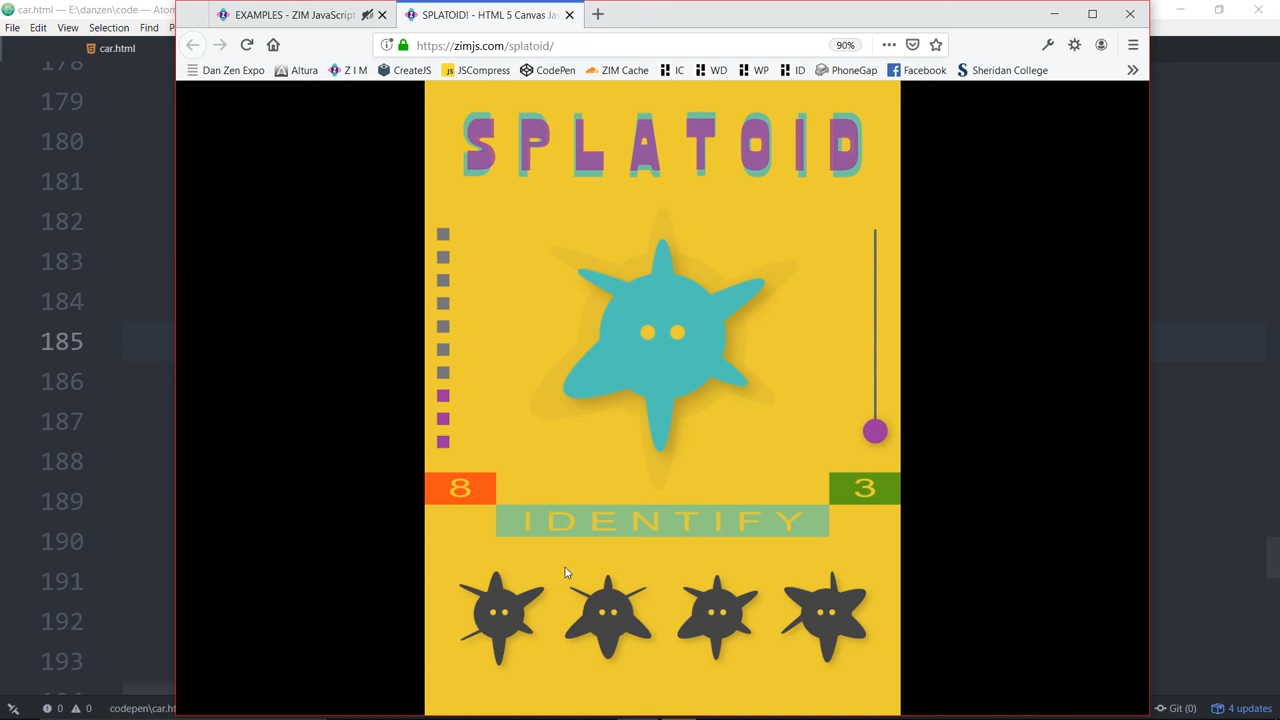 car.html — E:\danzen\code — Atom
File Edit View Selection Find
car.html
178
179
180
181
182
183
184
185
186
187
188
189
190
191
192
193
0 0 codepen\car.ht
Git (0) 4 updates
EXAMPLES - ZIM JavaScript
SPLATOID! - HTML 5 Canvas Jav
https://zimjs.com/splatoid/
90%
Dan Zen Expo Altura Z I M CreateJS JSCompress CodePen ZIM Cache IC WD WP ID PhoneGap Facebook Sheridan College
SPLATOID
8 3
IDENTIFY